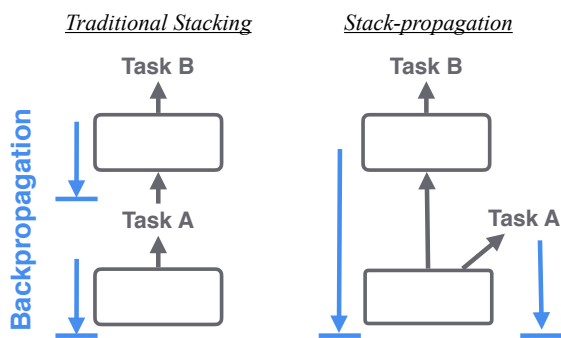 Traditional Stacking
Stack-propagation
Task B
Task B
Backpropagation
Task A
Task A